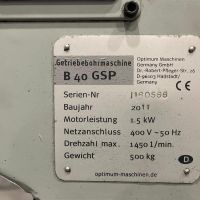 Getriebebohrmaschine
B 40 GSP
Optimum Maschinen
Germany GmbH
Dr.-Robert-Pfleger-Str. 26
D-96103 Hallstadt/
Germany
Serien-Nr
Baujahr 2011
Motorleistung 1.5 kW
Netzanschluss 400 V ~50 Hz
Drehzahl max. 1450 l/min.
Gewicht 500 kg
D
optimum-maschinen.de